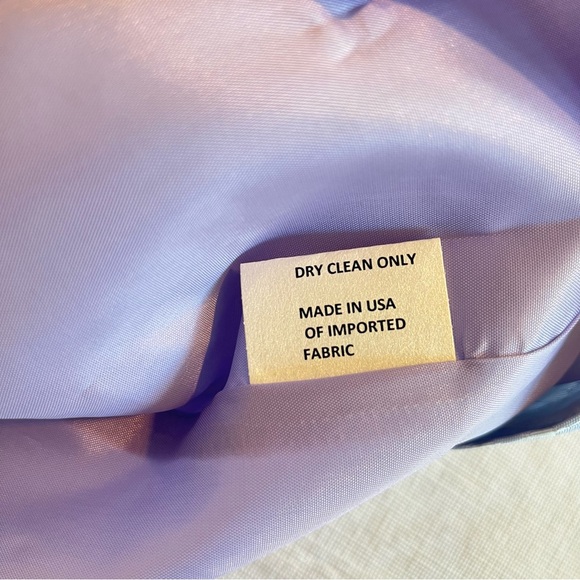 DRY CLEAN ONLY
MADE IN USA
OF IMPORTED
FABRIC